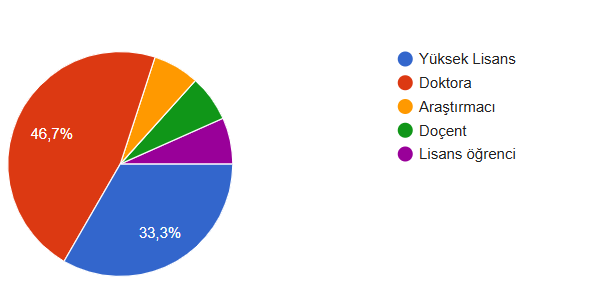 46,7%
33,3%
Yüksek Lisans
Doktora
Araştırmacı
Doçent
Lisans öğrenci